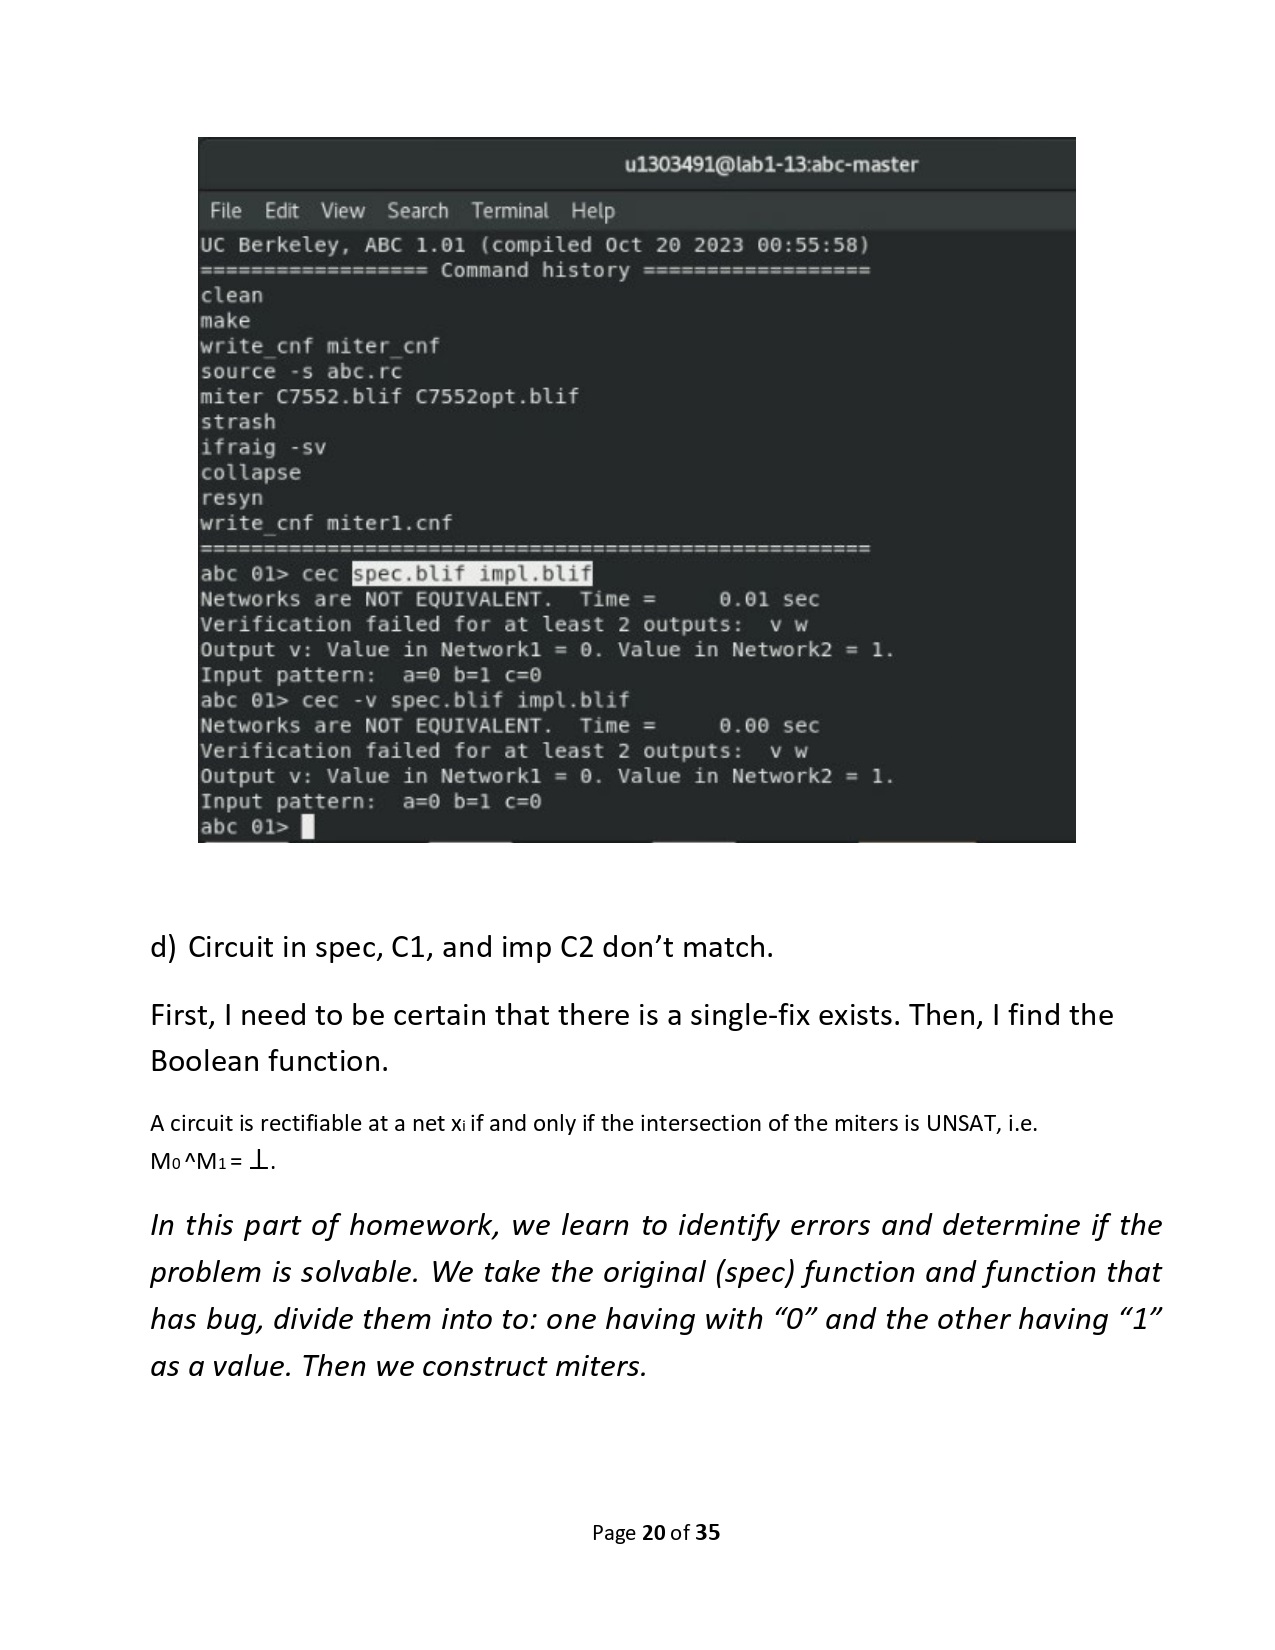 u1303491@lab1-13:abc-master
File Edit View Search Terminal Help
UC Berkeley, ABC 1.01 (compiled Oct 20 2023 00:55:58)
================== Command history ==================
clean
make
write_cnf miter_cnf
source -s abc.rc
miter C7552.blif C7552opt.blif
strash
ifraig -sv
collapse
resyn
write_cnf miter1.cnf
=====================================================
abc 01> cec spec.blif impl.blif
Networks are NOT EQUIVALENT.  Time =     0.01 sec
Verification failed for at least 2 outputs:  v w
Output v: Value in Network1 = 0. Value in Network2 = 1.
Input pattern:  a=0 b=1 c=0
abc 01> cec -v spec.blif impl.blif
Networks are NOT EQUIVALENT.  Time =     0.00 sec
Verification failed for at least 2 outputs:  v w
Output v: Value in Network1 = 0. Value in Network2 = 1.
Input pattern:  a=0 b=1 c=0
abc 01>
d) Circuit in spec, C1, and imp C2 don’t match.
First, I need to be certain that there is a single-fix exists. Then, I find the
Boolean function.
A circuit is rectifiable at a net xi if and only if the intersection of the miters is UNSAT, i.e.
M0 ^M1 = ⊥.
In this part of homework, we learn to identify errors and determine if the
problem is solvable. We take the original (spec) function and function that
has bug, divide them into to: one having with “0” and the other having “1”
as a value. Then we construct miters.
Page 20 of 35